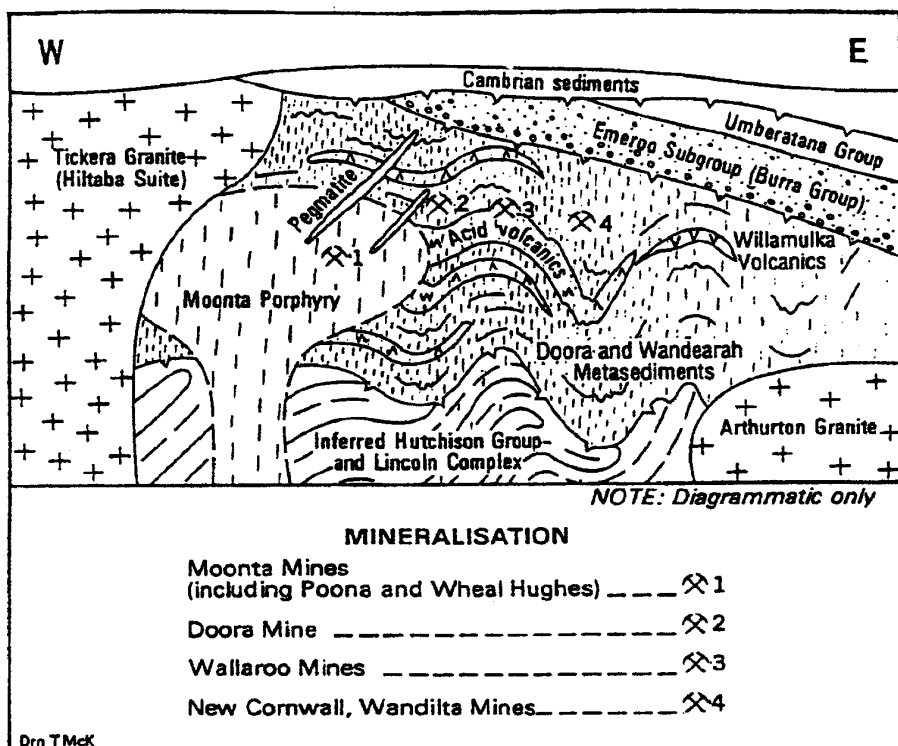 W
E
Cambrian sediments
Umberatana Group
Emeroo Subgroup (Burra Group)
Tickera Granite
(Hiltaba Suite)
Pegmatite
2
3
4
1
Acid volcanics
Willamulka
Volcanics
Moonta Porphyry
Doora and Wandearah
Metasediments
Arthurton Granite
Inferred Hutchison Group
and Lincoln Complex
NOTE: Diagrammatic only
MINERALISATION
Moonta Mines
(including Poona and Wheal Hughes) 1
Doora Mine 2
Wallaroo Mines 3
New Cornwall, Wandilta Mines 4
Drn TMcK